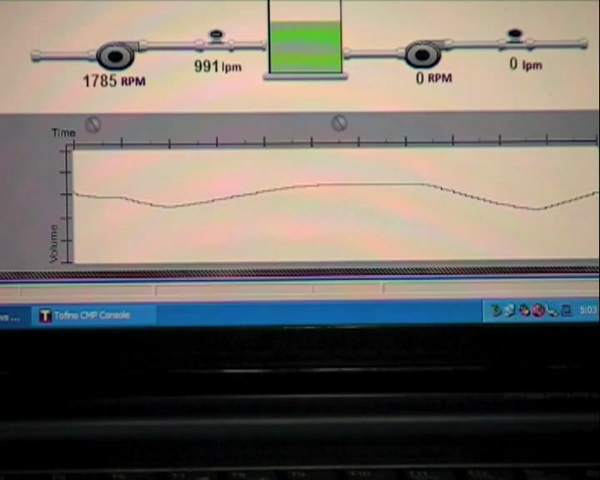 991 lpm
0 lpm
1785 RPM
0 RPM
Time
Volume
Tofino CMP Console
5:03